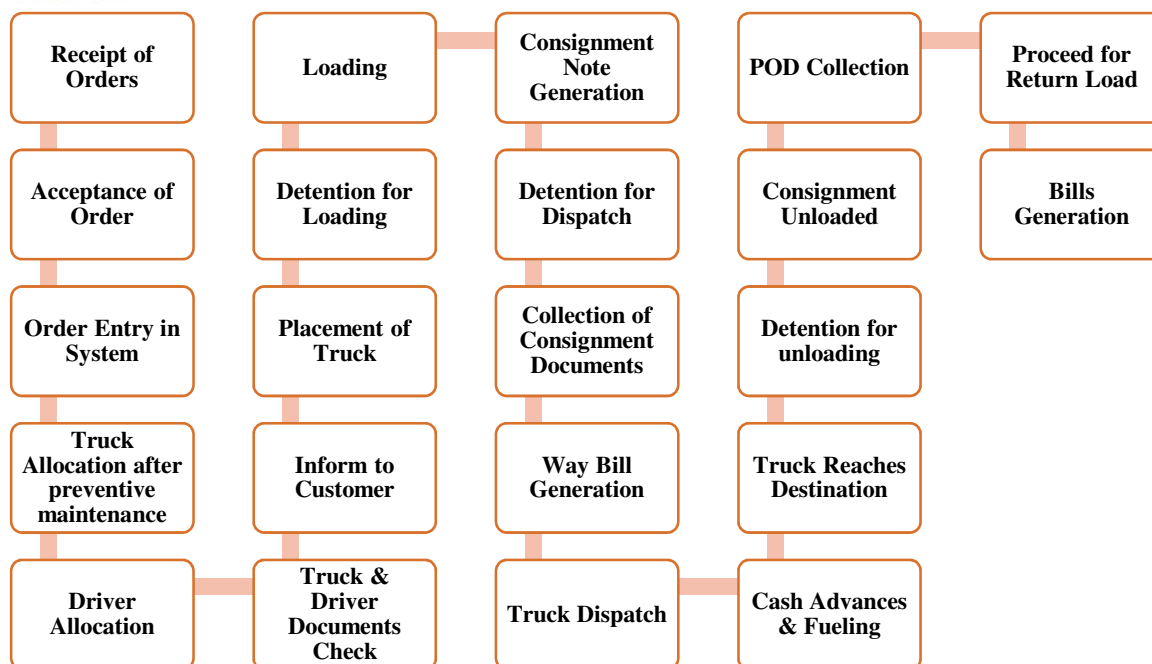 Receipt of
Orders
Acceptance of
Order
Order Entry in
System
Truck
Allocation after
preventive
maintenance
Driver
Allocation
Truck &
Driver
Documents
Check
Inform to
Customer
Placement of
Truck
Detention for
Loading
Loading
Consignment
Note
Generation
Detention for
Dispatch
Collection of
Consignment
Documents
Way Bill
Generation
Truck Dispatch
Cash Advances
& Fueling
Truck Reaches
Destination
Detention for
unloading
Consignment
Unloaded
POD Collection
Proceed for
Return Load
Bills
Generation